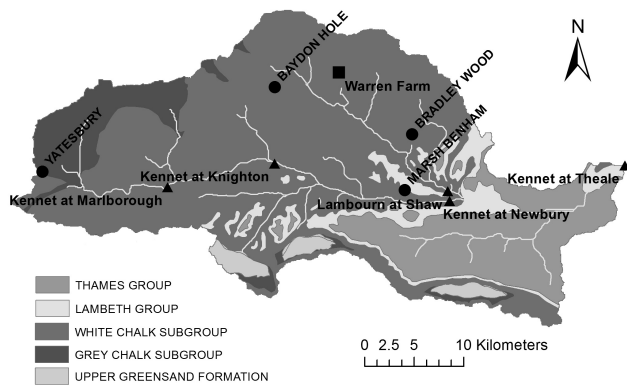 N
BAYDON HOLE
Warren Farm
BRADLEY WOOD
YATESBURY
MARSH BENHAM
Kennet at Knighton
Kennet at Theale
Kennet at Marlborough
Lambourn at Shaw
Kennet at Newbury
THAMES GROUP
LAMBETH GROUP
WHITE CHALK SUBGROUP
GREY CHALK SUBGROUP
UPPER GREENSAND FORMATION
0 2.5 5 10 Kilometers